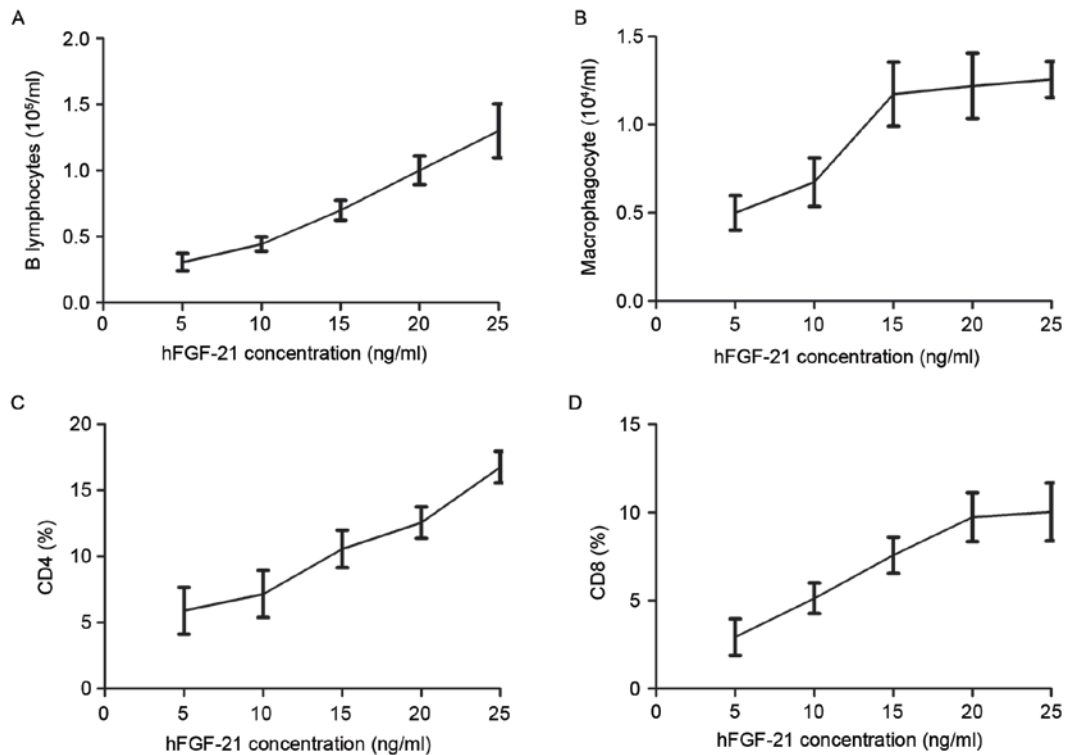 A
B lymphocytes (10⁵/ml)
2.0
1.5
1.0
0.5
0.0
0 5 10 15 20 25
hFGF-21 concentration (ng/ml)
B
Macrophagocyte (10⁴/ml)
1.5
1.0
0.5
0.0
0 5 10 15 20 25
hFGF-21 concentration (ng/ml)
C
CD4 (%)
20
15
10
5
0
0 5 10 15 20 25
hFGF-21 concentration (ng/ml)
D
CD8 (%)
15
10
5
0
0 5 10 15 20 25
hFGF-21 concentration (ng/ml)